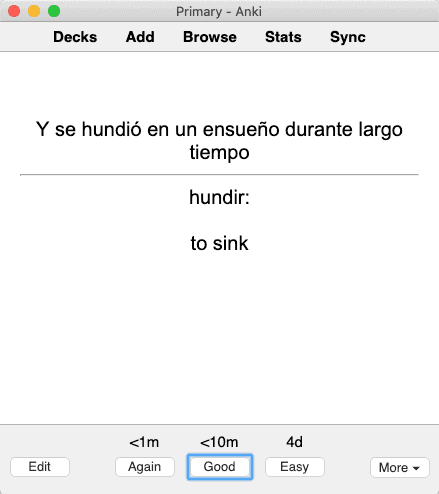 Primary - Anki
Decks Add Browse Stats Sync
Y se hundió en un ensueño durante largo
tiempo
hundir:
to sink
<1m <10m 4d
Edit Again Good Easy More